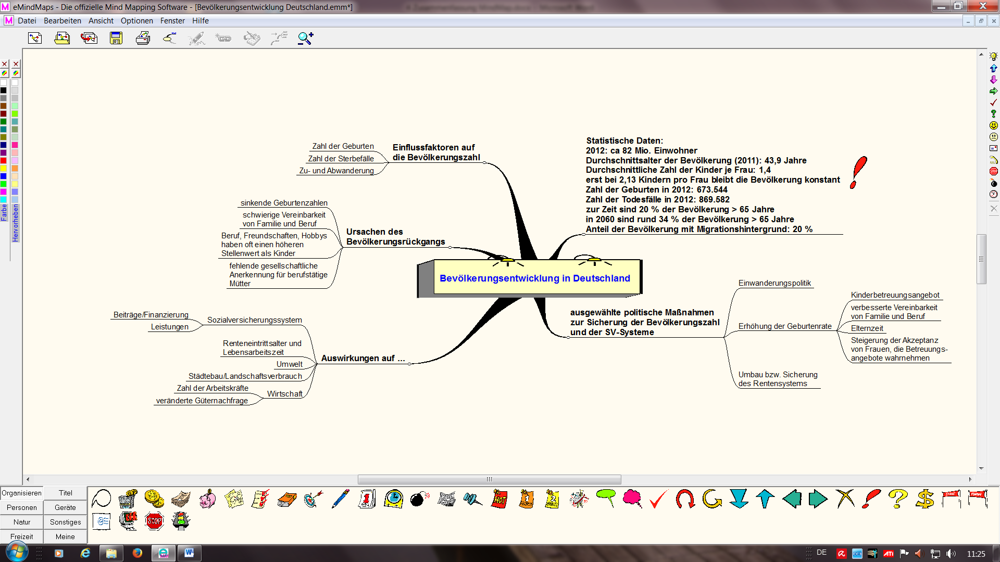 eMindMaps - Die offizielle Mind Mapping Software - [Bevölkerungsentwicklung Deutschland.emm*]
Datei Bearbeiten Ansicht Optionen Fenster Hilfe
Farbe
Hervorheben
Einflussfaktoren auf
die Bevölkerungszahl
Zahl der Geburten
Zahl der Sterbefälle
Zu- und Abwanderung
Ursachen des
Bevölkerungsrückgangs
sinkende Geburtenzahlen
schwierige Vereinbarkeit
von Familie und Beruf
Beruf, Freundschaften, Hobbys
haben oft einen höheren
Stellenwert als Kinder
fehlende gesellschaftliche
Anerkennung für berufstätige
Mütter
Auswirkungen auf ...
Sozialversicherungssystem
Beiträge/Finanzierung
Leistungen
Renteneintrittsalter und
Lebensarbeitszeit
Umwelt
Städtebau/Landschaftsverbrauch
Wirtschaft
Zahl der Arbeitskräfte
veränderte Güternachfrage
Bevölkerungsentwicklung in Deutschland
Statistische Daten:
2012: ca 82 Mio. Einwohner
Durchschnittsalter der Bevölkerung (2011): 43,9 Jahre
Durchschnittliche Zahl der Kinder je Frau: 1,4
erst bei 2,13 Kindern pro Frau bleibt die Bevölkerung konstant
Zahl der Geburten in 2012: 673.544
Zahl der Todesfälle in 2012: 869.582
zur Zeit sind 20 % der Bevölkerung > 65 Jahre
in 2060 sind rund 34 % der Bevölkerung > 65 Jahre
Anteil der Bevölkerung mit Migrationshintergrund: 20 %
ausgewählte politische Maßnahmen
zur Sicherung der Bevölkerungszahl
und der SV-Systeme
Einwanderungspolitik
Erhöhung der Geburtenrate
Kinderbetreuungsangebot
verbesserte Vereinbarkeit
von Familie und Beruf
Elternzeit
Steigerung der Akzeptanz
von Frauen, die Betreuungs-
angebote wahrnehmen
Umbau bzw. Sicherung
des Rentensystems
Organisieren Titel
Personen Geräte
Natur Sonstiges
Freizeit Meine
HOT
STOP
DE
ATI
11:25